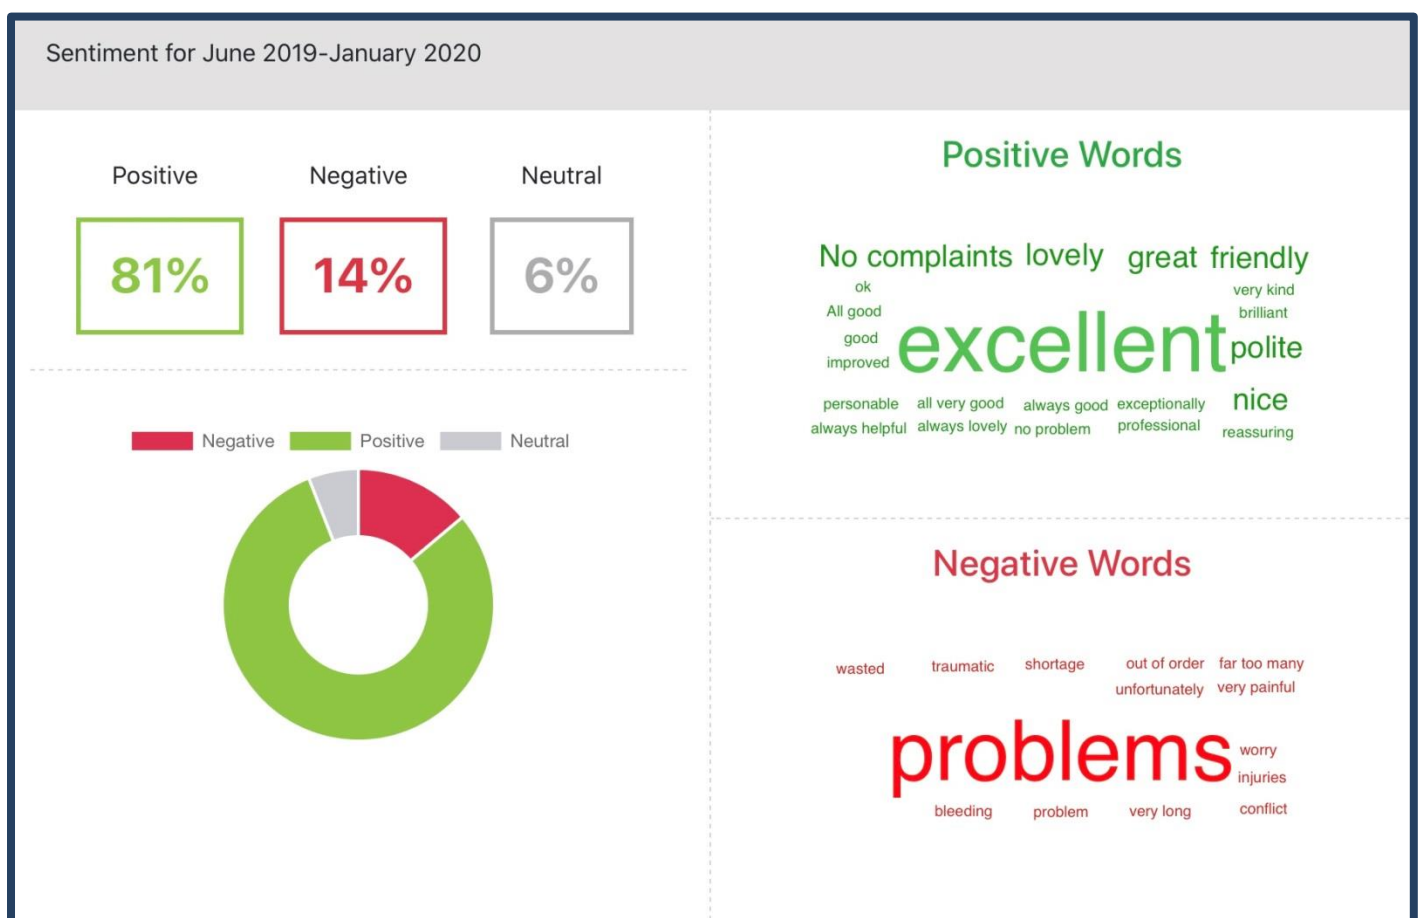 Sentiment for June 2019-January 2020
Positive Negative Neutral
81% 14% 6%
Negative Positive Neutral
Positive Words
No complaints lovely great friendly
ok very kind
All good brilliant
good excellent polite
improved
personable all very good always good exceptionally professional nice
always helpful always lovely no problem reassuring
Negative Words
wasted traumatic shortage out of order far too many
unfortunately very painful
problems worry
injuries
bleeding problem very long conflict